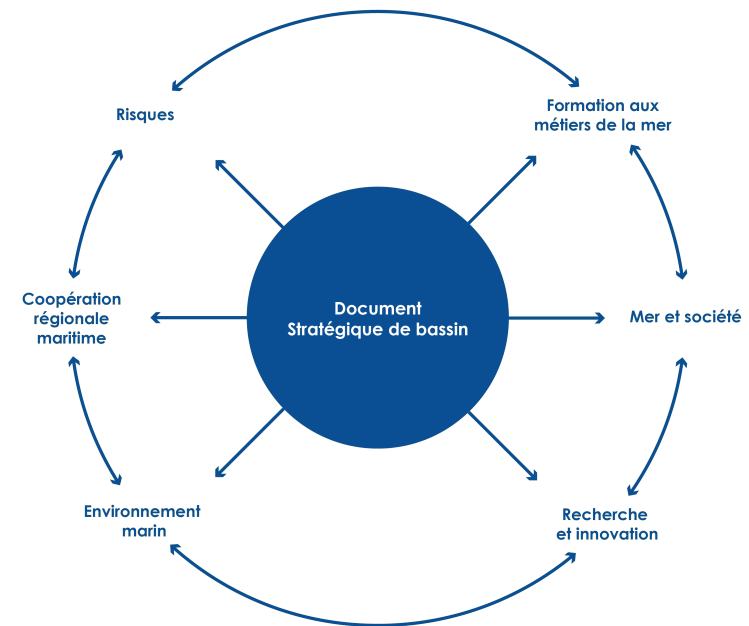 Risques
Formation aux
métiers de la mer
Coopération
régionale
maritime
Document
Stratégique de bassin
Mer et société
Environnement
marin
Recherche
et innovation